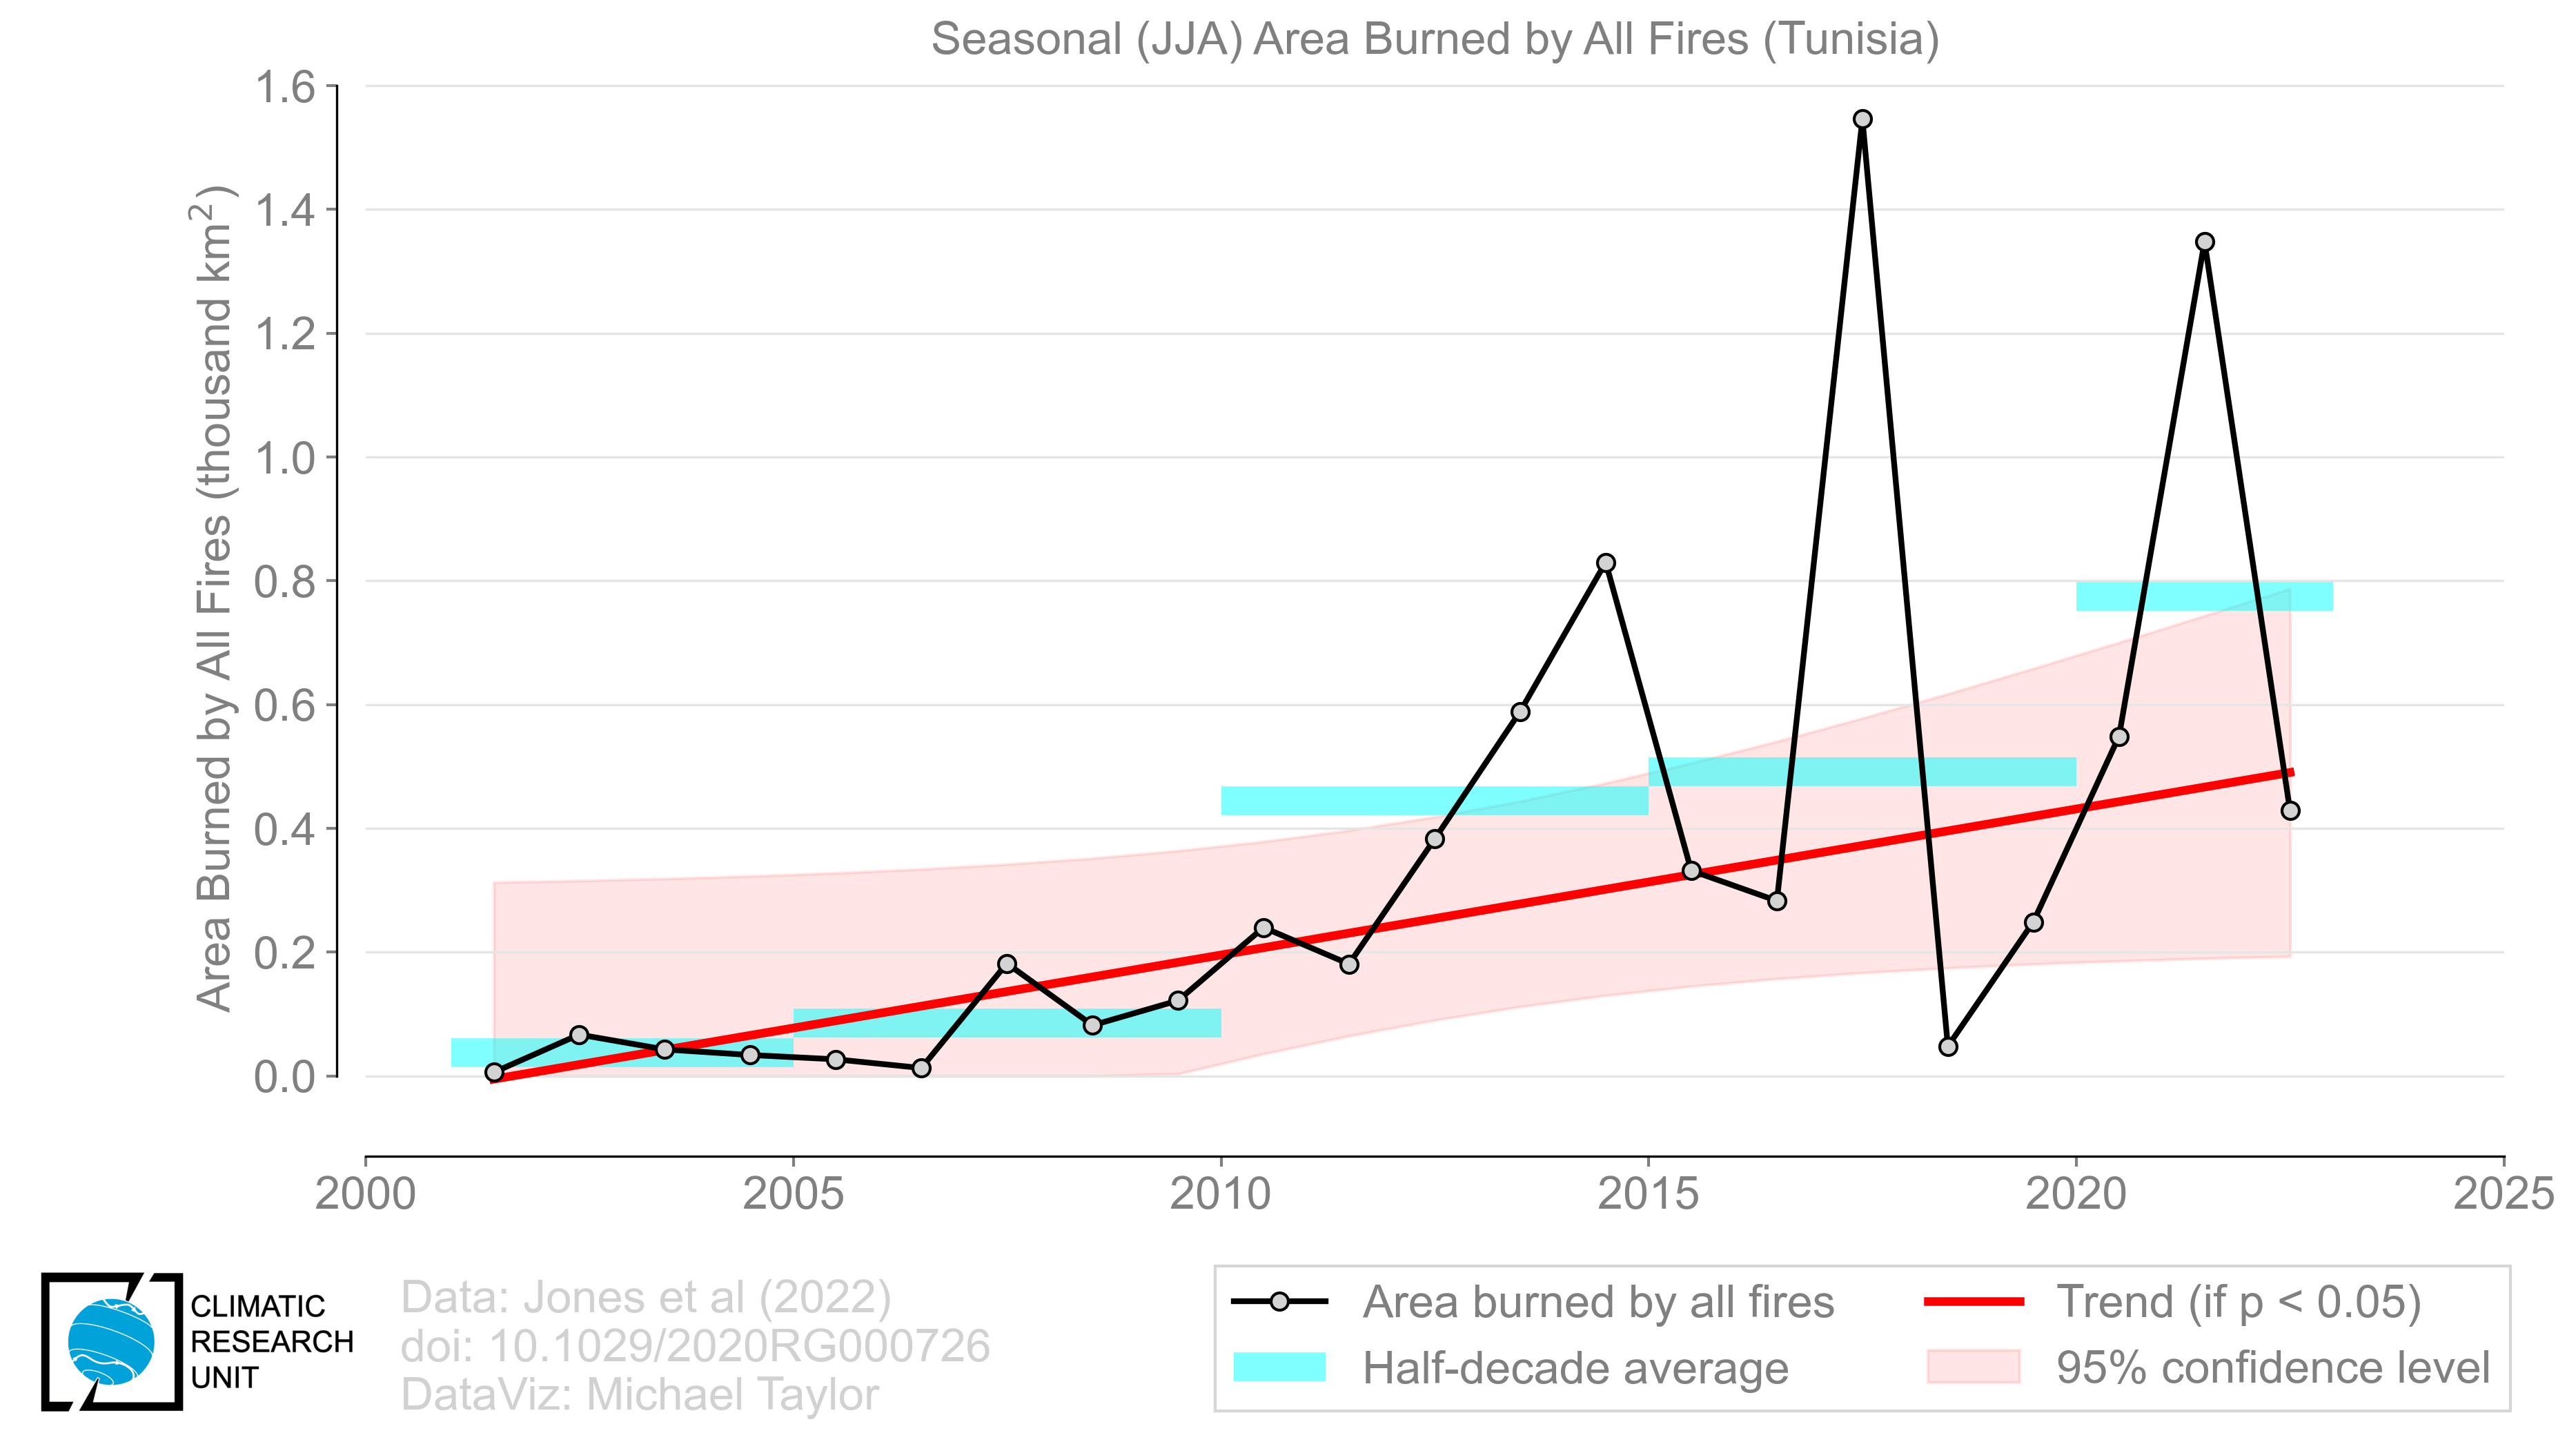 Seasonal (JJA) Area Burned by All Fires (Tunisia)
Area Burned by All Fires (thousand km²)
1.6
1.4
1.2
1.0
0.8
0.6
0.4
0.2
0.0
2000 2005 2010 2015 2020 2025
CLIMATIC
RESEARCH
UNIT
Data: Jones et al (2022)
doi: 10.1029/2020RG000726
DataViz: Michael Taylor
Area burned by all fires
Half-decade average
Trend (if p < 0.05)
95% confidence level